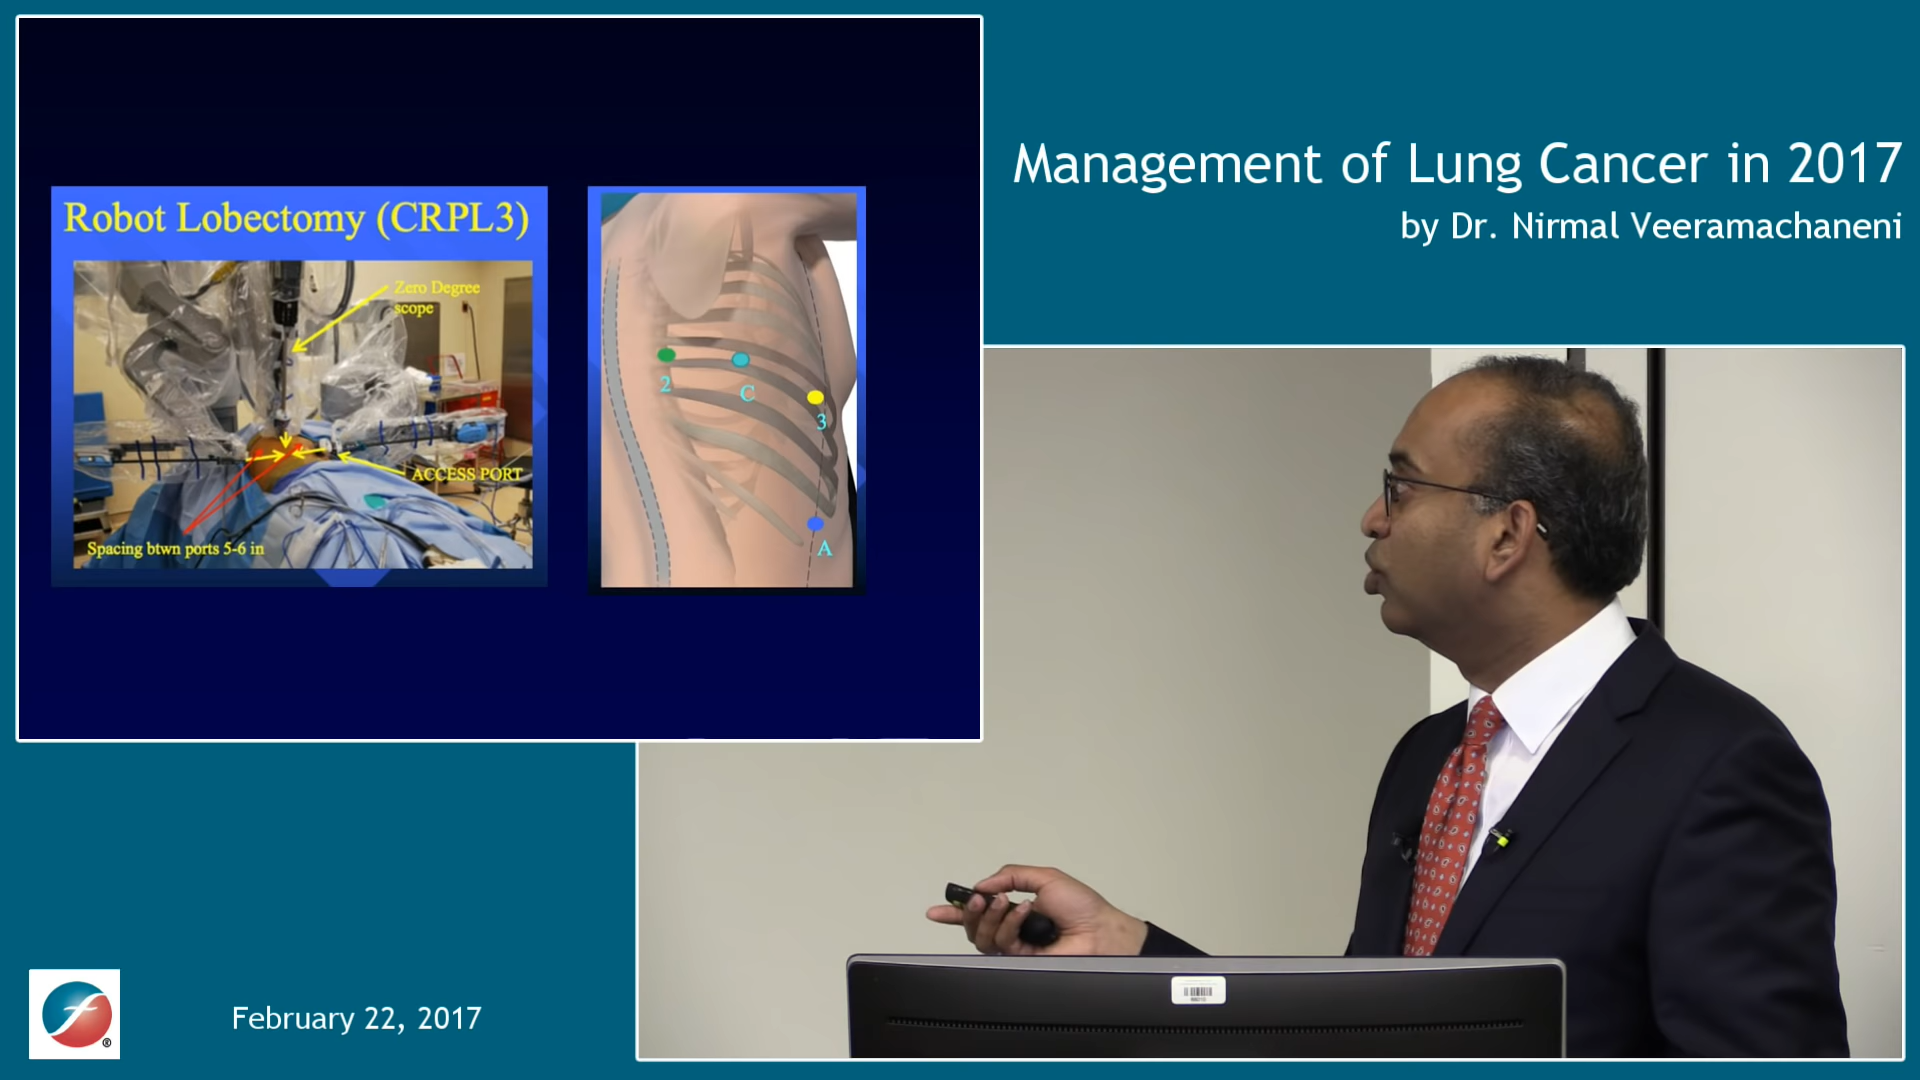 Management of Lung Cancer in 2017
by Dr. Nirmal Veeramachaneni
Robot Lobectomy (CRPL3)
Zero Degree
scope
ACCESS PORT
Spacing btwn ports 5-6 in
2
C
3
A
February 22, 2017
f
®